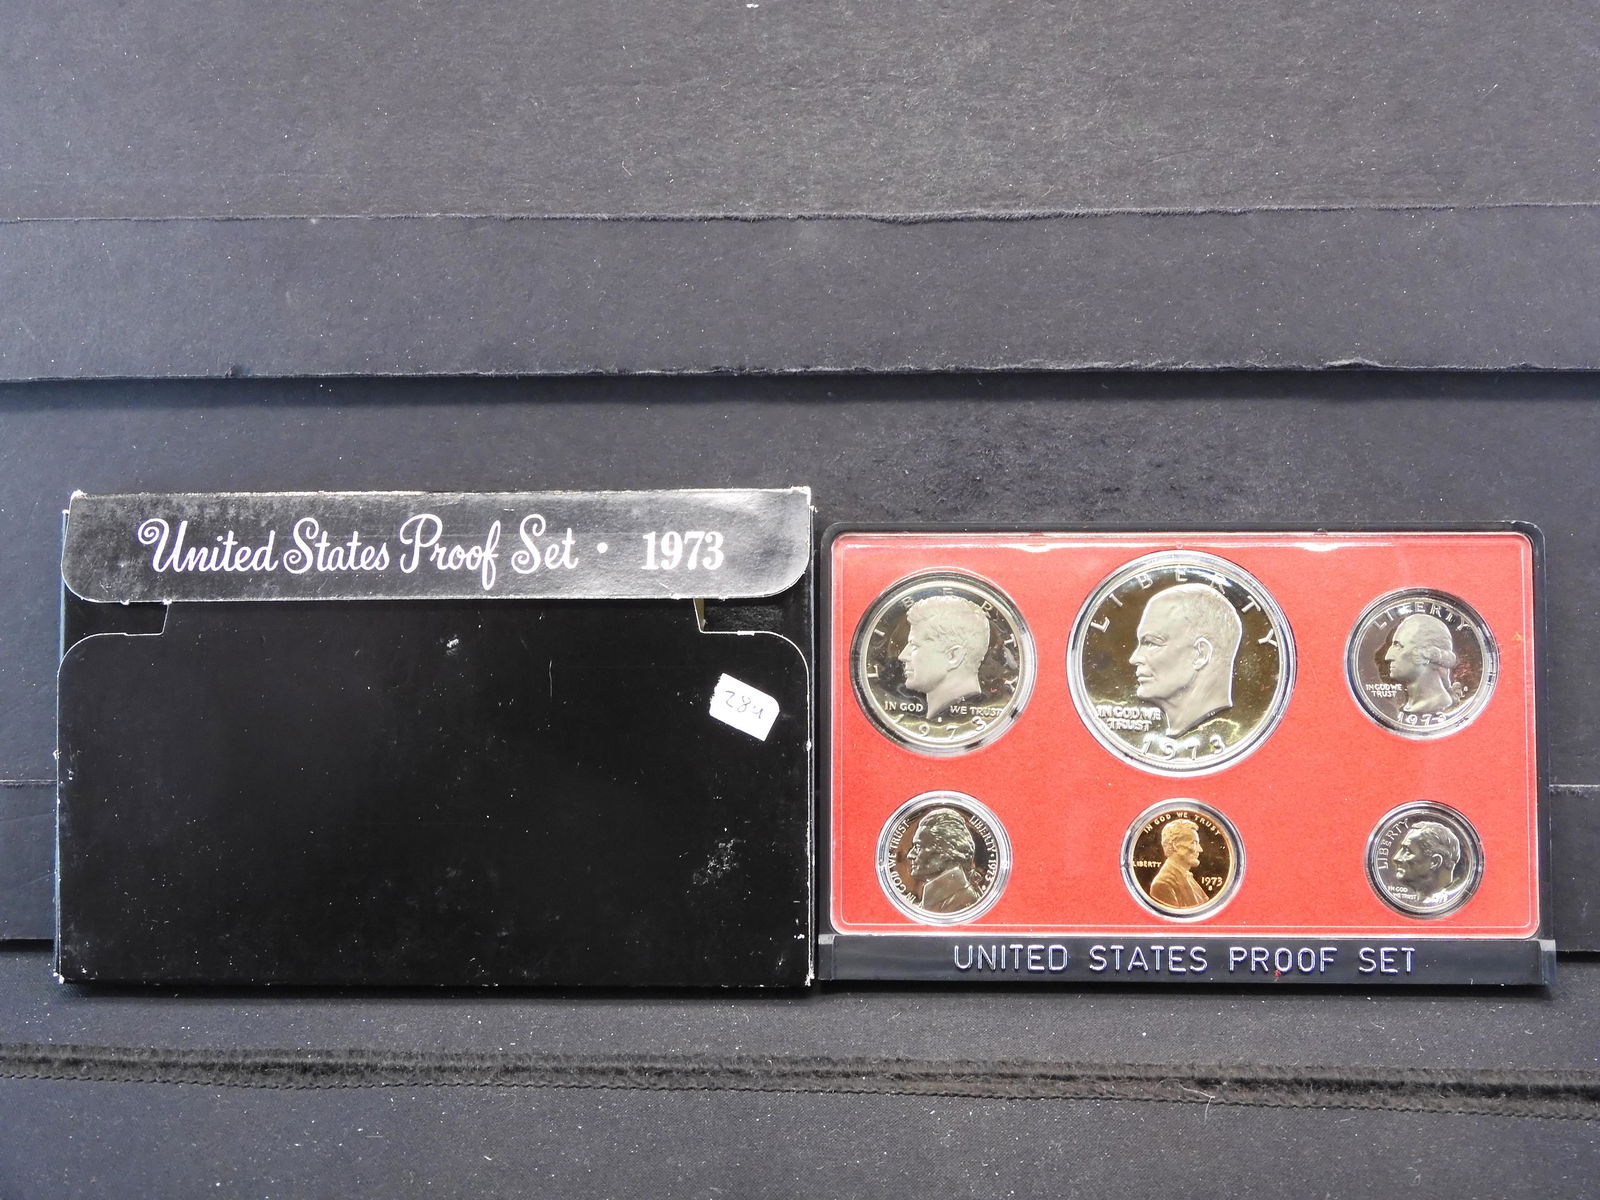 United States Proof Set · 1973
LIBERTY
IN GOD WE TRUST
1973
LIBERTY
IN GOD WE
TRUST
1973
LIBERTY
IN GOD WE
TRUST
S
1973
IN GOD WE TRUST
LIBERTY · 1973
IN GOD WE TRUST
LIBERTY
1973
S
LIBERTY
IN GOD
WE TRUST
UNITED STATES PROOF SET